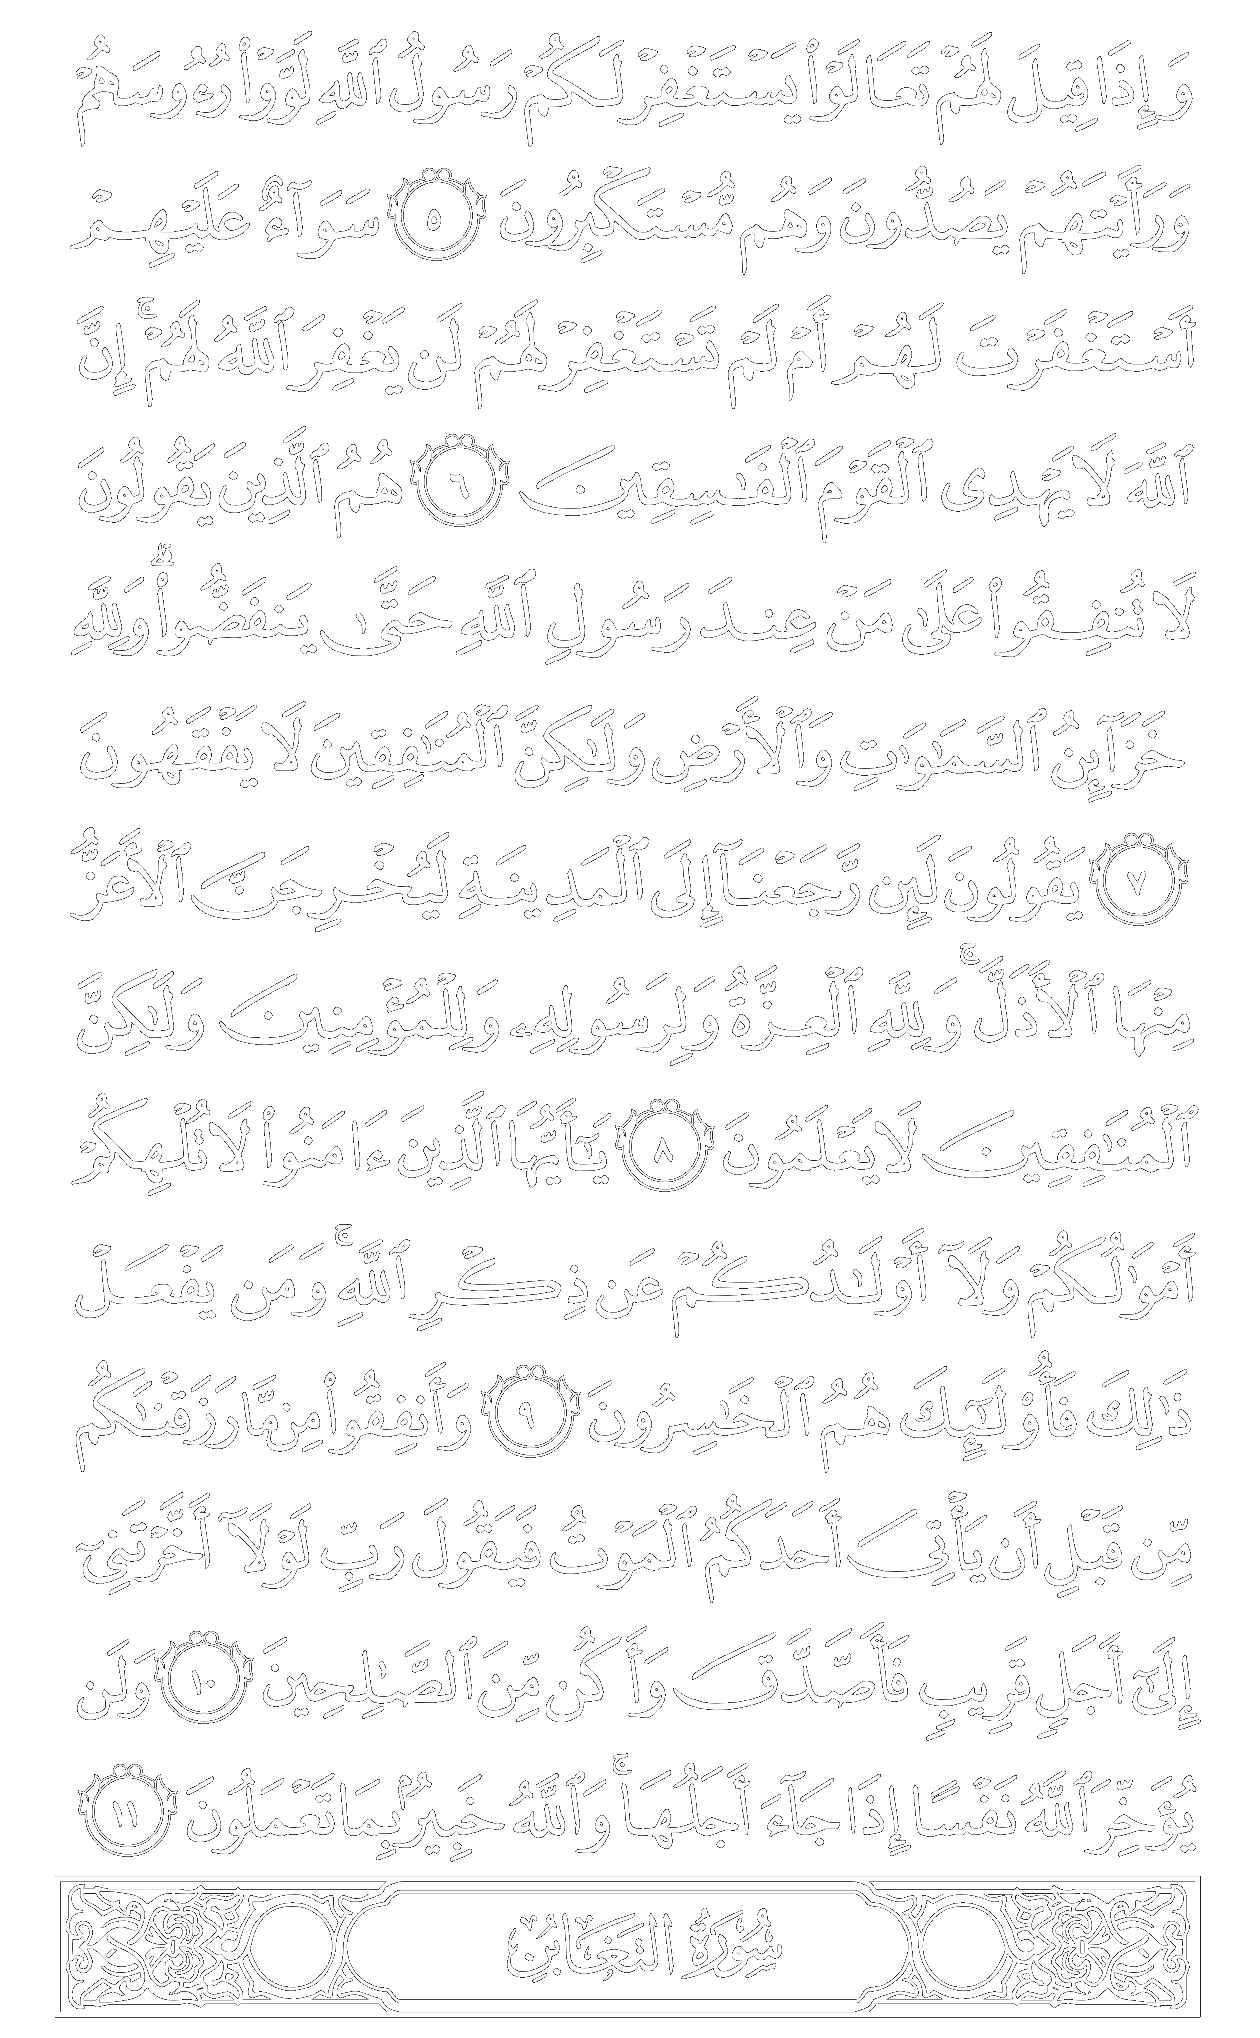 وَإِذَا قِيلَ لَهُمْ تَعَالَوْا۟ يَسْتَغْفِرْ لَكُمْ رَسُولُ ٱللَّهِ لَوَّوْا۟ رُءُوسَهُمْ
وَرَأَيْتَهُمْ يَصُدُّونَ وَهُم مُّسْتَكْبِرُونَ ٥ سَوَآءٌ عَلَيْهِمْ
أَسْتَغْفَرْتَ لَهُمْ أَمْ لَمْ تَسْتَغْفِرْ لَهُمْ لَن يَغْفِرَ ٱللَّهُ لَهُمْ ۚ إِنَّ
ٱللَّهَ لَا يَهْدِى ٱلْقَوْمَ ٱلْفَـٰسِقِينَ ٦ هُمُ ٱلَّذِينَ يَقُولُونَ
لَا تُنفِقُوا۟ عَلَىٰ مَنْ عِندَ رَسُولِ ٱللَّهِ حَتَّىٰ يَنفَضُّوا۟ ۗ وَلِلَّهِ
خَزَآئِنُ ٱلسَّمَـٰوَٰتِ وَٱلْأَرْضِ وَلَـٰكِنَّ ٱلْمُنَـٰفِقِينَ لَا يَفْقَهُونَ
٧ يَقُولُونَ لَئِن رَّجَعْنَآ إِلَى ٱلْمَدِينَةِ لَيُخْرِجَنَّ ٱلْأَعَزُّ
مِنْهَا ٱلْأَذَلَّ ۚ وَلِلَّهِ ٱلْعِزَّةُ وَلِرَسُولِهِۦ وَلِلْمُؤْمِنِينَ وَلَـٰكِنَّ
ٱلْمُنَـٰفِقِينَ لَا يَعْلَمُونَ ٨ يَـٰٓأَيُّهَا ٱلَّذِينَ ءَامَنُوا۟ لَا تُلْهِكُمْ
أَمْوَٰلُكُمْ وَلَآ أَوْلَـٰدُكُمْ عَن ذِكْرِ ٱللَّهِ ۚ وَمَن يَفْعَلْ
ذَٰلِكَ فَأُو۟لَـٰٓئِكَ هُمُ ٱلْخَـٰسِرُونَ ٩ وَأَنفِقُوا۟ مِن مَّا رَزَقْنَـٰكُم
مِّن قَبْلِ أَن يَأْتِىَ أَحَدَكُمُ ٱلْمَوْتُ فَيَقُولَ رَبِّ لَوْلَآ أَخَّرْتَنِىٓ
إِلَىٰٓ أَجَلٍ قَرِيبٍ فَأَصَّدَّقَ وَأَكُن مِّنَ ٱلصَّـٰلِحِينَ ١٠ وَلَن
يُؤَخِّرَ ٱللَّهُ نَفْسًا إِذَا جَآءَ أَجَلُهَا ۚ وَٱللَّهُ خَبِيرٌۢ بِمَا تَعْمَلُونَ ١١
سُورَةُ التَّغَابُنِ